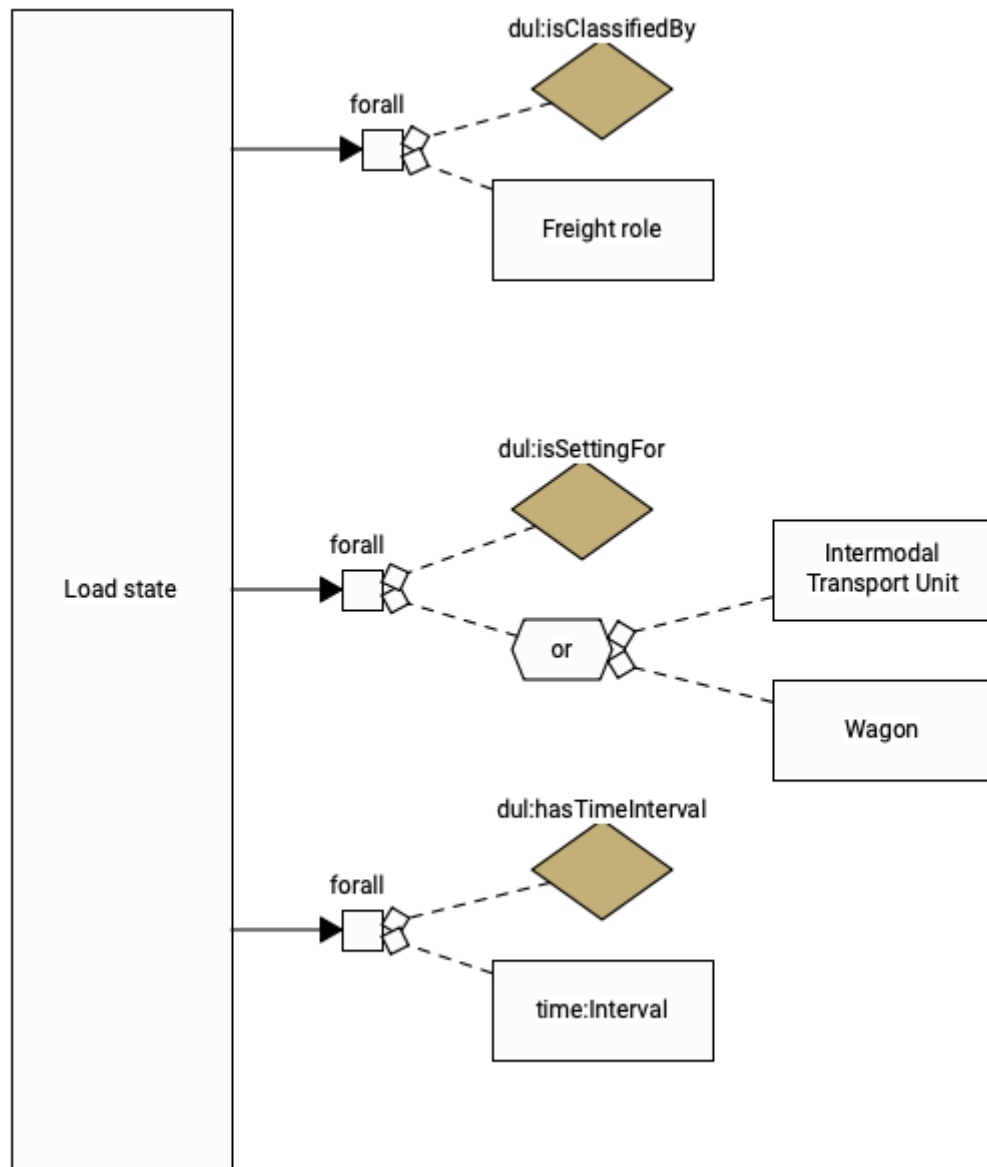 dul:isClassifiedBy
forall
Freight role
dul:isSettingFor
forall
Intermodal
Transport Unit
Load state
or
Wagon
dul:hasTimeInterval
forall
time:Interval